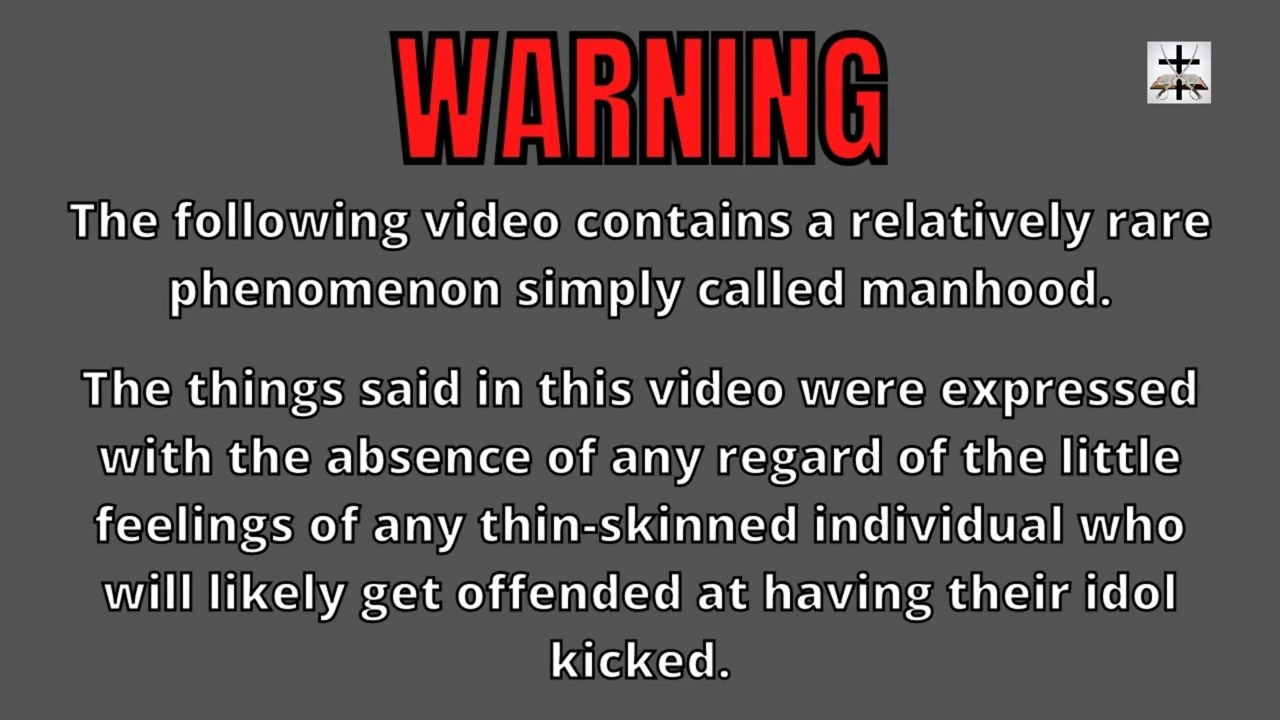 WARNING
The following video contains a relatively rare
phenomenon simply called manhood.
The things said in this video were expressed
with the absence of any regard of the little
feelings of any thin-skinned individual who
will likely get offended at having their idol
kicked.